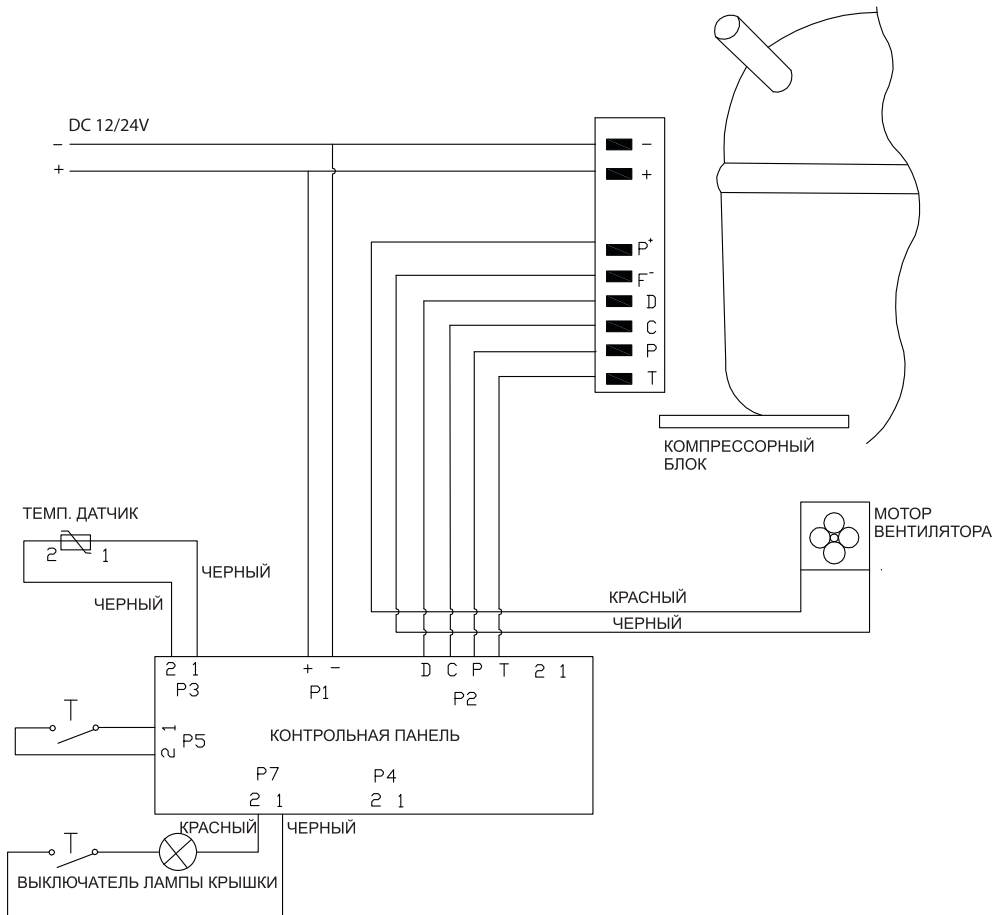 DC 12/24V
−
+
−
+
P+
F-
D
C
P
T
КОМПРЕССОРНЫЙ
БЛОК
ТЕМП. ДАТЧИК
2 1
ЧЕРНЫЙ
ЧЕРНЫЙ
МОТОР
ВЕНТИЛЯТОРА
КРАСНЫЙ
ЧЕРНЫЙ
2 1 + − D C P T 2 1
P3 P1 P2
T
1
2
P5
КОНТРОЛЬНАЯ ПАНЕЛЬ
P7 P4
2 1 2 1
КРАСНЫЙ ЧЕРНЫЙ
T
ВЫКЛЮЧАТЕЛЬ ЛАМПЫ КРЫШКИ